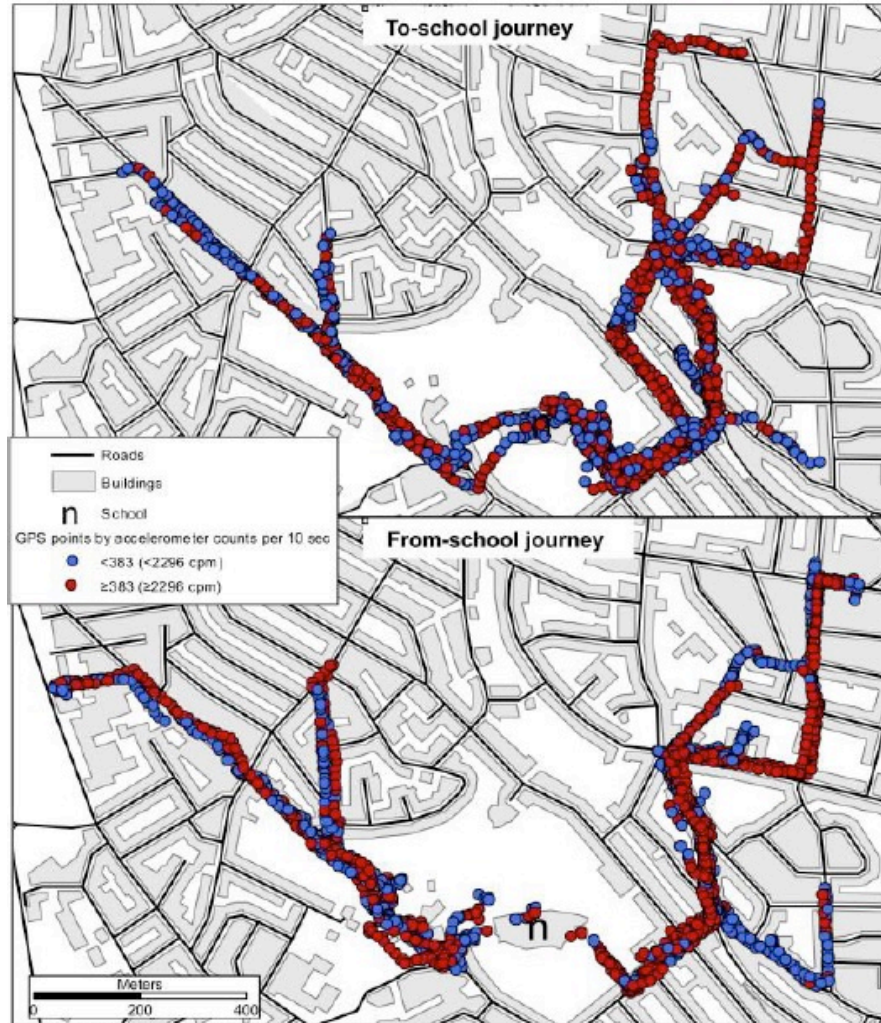 To-school journey
Roads
Buildings
n School
GPS points by accelerometer counts per 10 sec
<383 (<2296 cpm)
≥383 (≥2296 cpm)
From-school journey
n
Meters
0 200 400